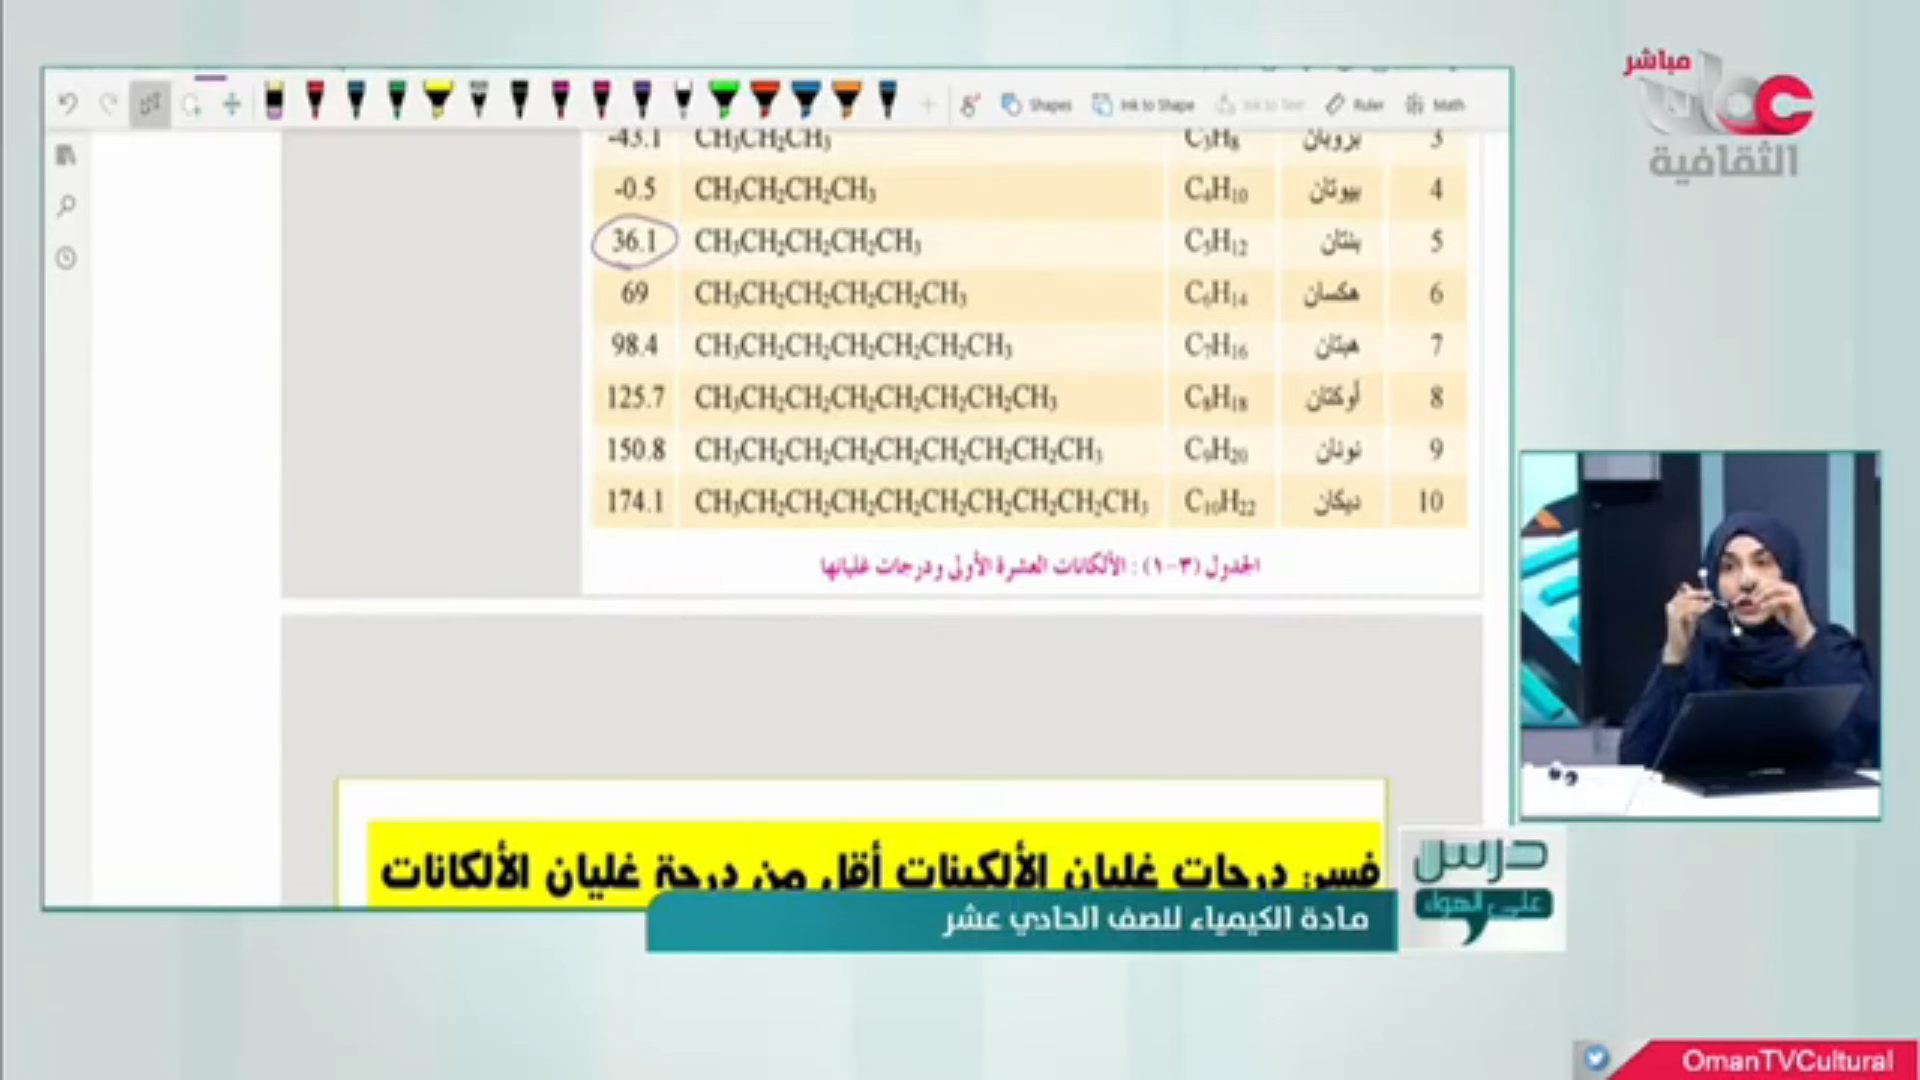 مباشر
عمان
الثقافية
Shapes
Ink to Shape
Ink to Text
Ruler
Math
3 بروبان C₃H₈ CH₃CH₂CH₃ -43.1
4 بيوتان C₄H₁₀ CH₃CH₂CH₂CH₃ -0.5
5 بنتان C₅H₁₂ CH₃CH₂CH₂CH₂CH₃ 36.1
6 هكسان C₆H₁₄ CH₃CH₂CH₂CH₂CH₂CH₃ 69
7 هبتان C₇H₁₆ CH₃CH₂CH₂CH₂CH₂CH₂CH₃ 98.4
8 أوكتان C₈H₁₈ CH₃CH₂CH₂CH₂CH₂CH₂CH₂CH₃ 125.7
9 نونان C₉H₂₀ CH₃CH₂CH₂CH₂CH₂CH₂CH₂CH₂CH₃ 150.8
10 ديكان C₁₀H₂₂ CH₃CH₂CH₂CH₂CH₂CH₂CH₂CH₂CH₂CH₃ 174.1
الجدول (٣-١) : الألكانات العشرة الأولى ودرجات غليانها
فسر: درجات غليان الألكينات أقل من درجة غليان الألكانات
درس
على الهواء
مادة الكيمياء للصف الحادي عشر
OmanTVCultural